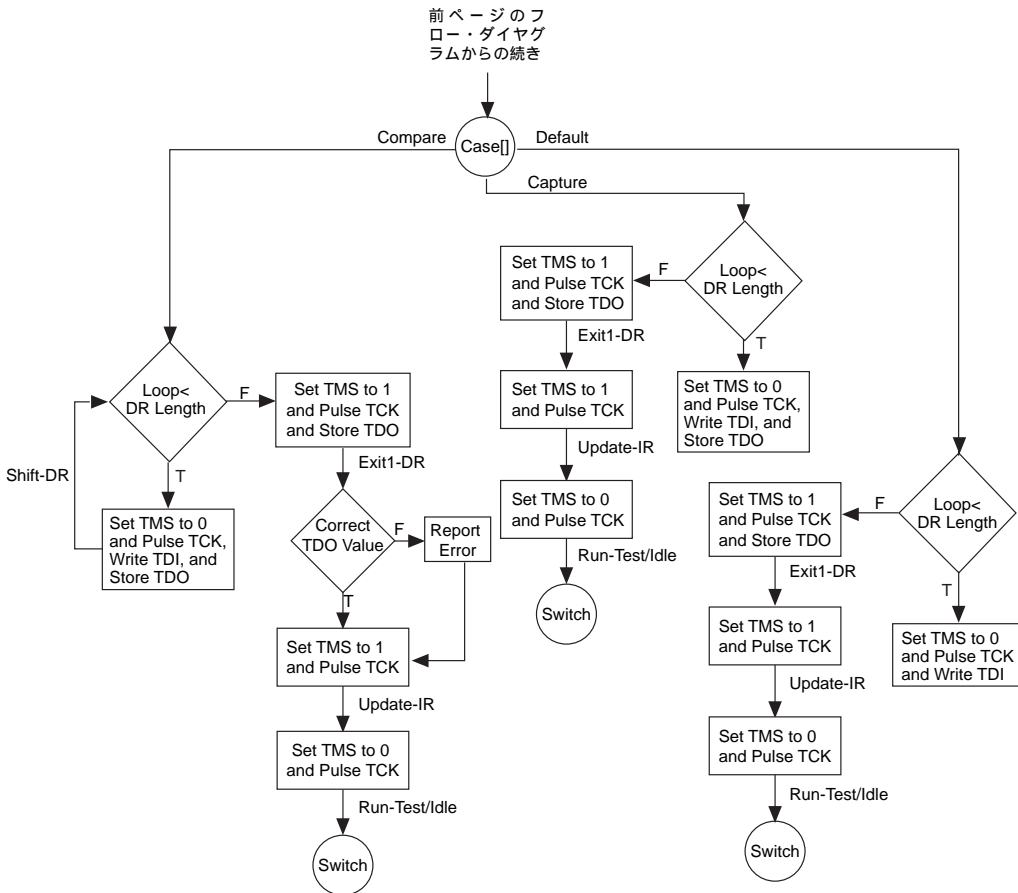 前ページのフ
ロー・ダイヤグ
ラムからの続き
Case[]
Compare
Default
Capture
Loop<
DR Length
F
T
Set TMS to 1
and Pulse TCK
and Store TDO
Exit1-DR
Set TMS to 1
and Pulse TCK
Update-IR
Set TMS to 0
and Pulse TCK
Run-Test/Idle
Switch
Set TMS to 0
and Pulse TCK,
Write TDI, and
Store TDO
Loop<
DR Length
F
T
Shift-DR
Set TMS to 0
and Pulse TCK,
Write TDI, and
Store TDO
Set TMS to 1
and Pulse TCK
and Store TDO
Exit1-DR
Correct
TDO Value
F
Report
Error
T
Set TMS to 1
and Pulse TCK
Update-IR
Set TMS to 0
and Pulse TCK
Run-Test/Idle
Switch
Loop<
DR Length
F
T
Set TMS to 1
and Pulse TCK
and Store TDO
Exit1-DR
Set TMS to 1
and Pulse TCK
Update-IR
Set TMS to 0
and Pulse TCK
Run-Test/Idle
Switch
Set TMS to 0
and Pulse TCK
and Write TDI